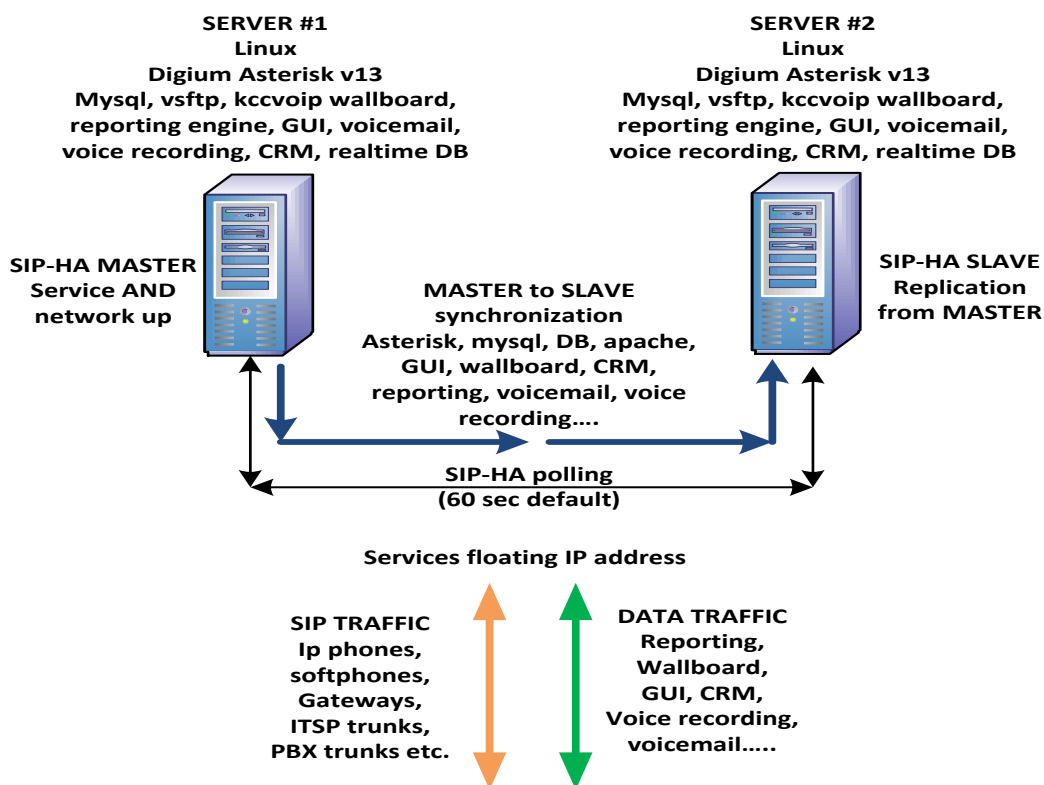 SERVER #1
Linux
Digium Asterisk v13
Mysql, vsftp, kccvoip wallboard,
reporting engine, GUI, voicemail,
voice recording, CRM, realtime DB
SERVER #2
Linux
Digium Asterisk v13
Mysql, vsftp, kccvoip wallboard,
reporting engine, GUI, voicemail,
voice recording, CRM, realtime DB
SIP-HA MASTER
Service AND
network up
MASTER to SLAVE
synchronization
Asterisk, mysql, DB, apache,
GUI, wallboard, CRM,
reporting, voicemail, voice
recording....
SIP-HA SLAVE
Replication
from MASTER
SIP-HA polling
(60 sec default)
Services floating IP address
SIP TRAFFIC
Ip phones,
softphones,
Gateways,
ITSP trunks,
PBX trunks etc.
DATA TRAFFIC
Reporting,
Wallboard,
GUI, CRM,
Voice recording,
voicemail.....